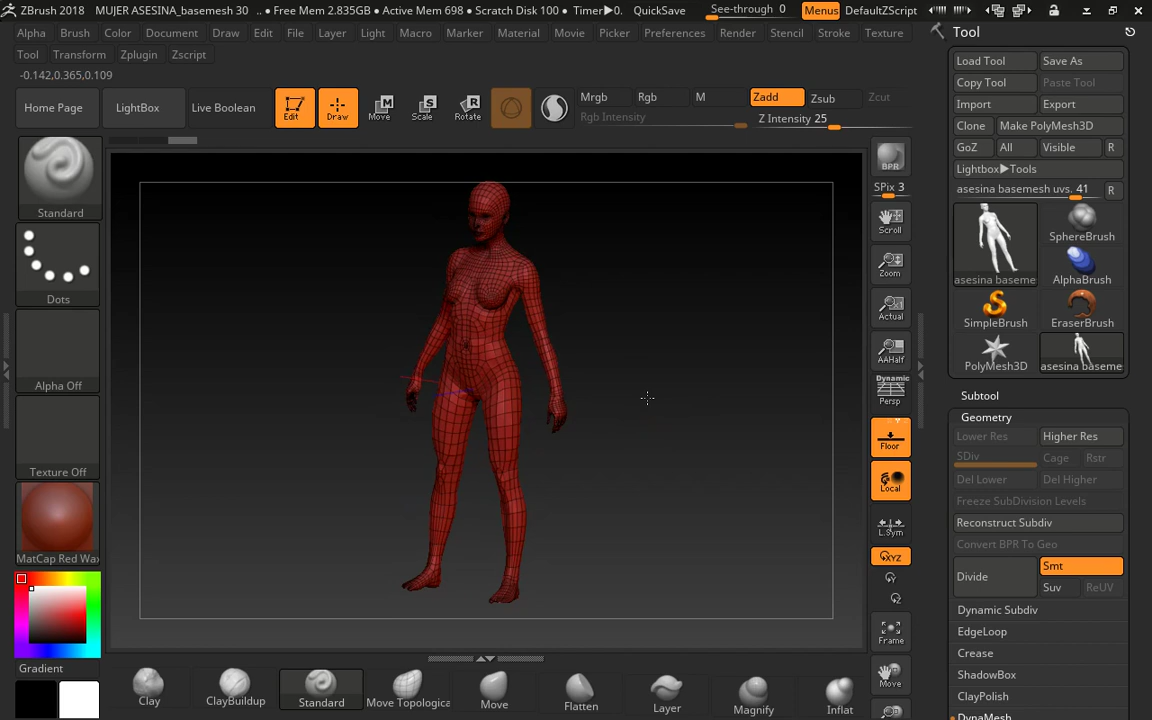 ZBrush 2018 MUJER ASESINA_basemesh 30 .. • Free Mem 2.835GB • Active Mem 698 • Scratch Disk 100 • Timer▶0. QuickSave See-through 0 Menus DefaultZScript
Alpha Brush Color Document Draw Edit File Layer Light Macro Marker Material Movie Picker Preferences Render Stencil Stroke Texture
Tool Transform Zplugin Zscript
-0.142,0.365,0.109
Home Page LightBox Live Boolean Edit Draw Move Scale Rotate
Mrgb Rgb M Zadd Zsub Zcut
Rgb Intensity Z Intensity 25
Standard
Dots
Alpha Off
Texture Off
MatCap Red Wax
Gradient
BPR
SPix 3
Scroll
Zoom
Actual
AAHalf
Dynamic
Persp
Floor
Local
L.Sym
XYZ
Frame
Move
Clay ClayBuildup Standard Move Topologica Move Flatten Layer Magnify Inflat
Tool
Load Tool Save As
Copy Tool Paste Tool
Import Export
Clone Make PolyMesh3D
GoZ All Visible R
Lightbox▶Tools
asesina basemesh uvs. 41 R
asesina baseme SphereBrush
AlphaBrush
SimpleBrush EraserBrush
PolyMesh3D asesina baseme
Subtool
Geometry
Lower Res Higher Res
SDiv Cage Rstr
Del Lower Del Higher
Freeze SubDivision Levels
Reconstruct Subdiv
Convert BPR To Geo
Divide Smt
Suv ReUV
Dynamic Subdiv
EdgeLoop
Crease
ShadowBox
ClayPolish
DynaMesh